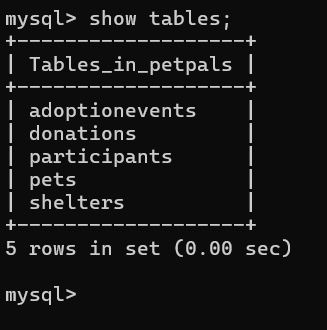 mysql> show tables;
+-------------------+
| Tables_in_petpals |
+-------------------+
| adoptionevents    |
| donations         |
| participants      |
| pets              |
| shelters          |
+-------------------+
5 rows in set (0.00 sec)
mysql>